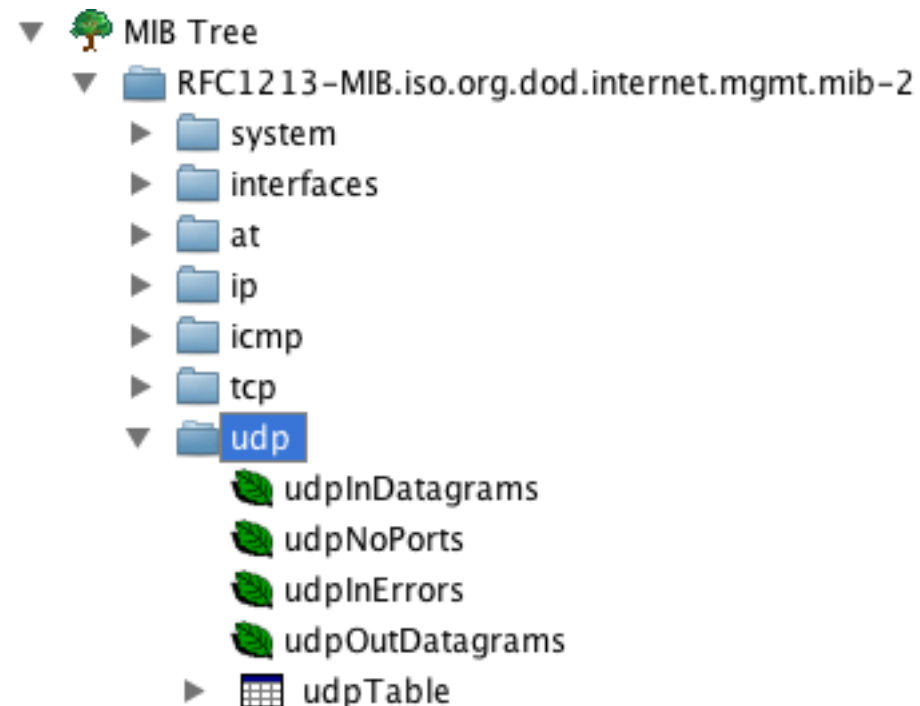 MIB Tree
RFC1213-MIB.iso.org.dod.internet.mgmt.mib-2
system
interfaces
at
ip
icmp
tcp
udp
udpInDatagrams
udpNoPorts
udpInErrors
udpOutDatagrams
udpTable